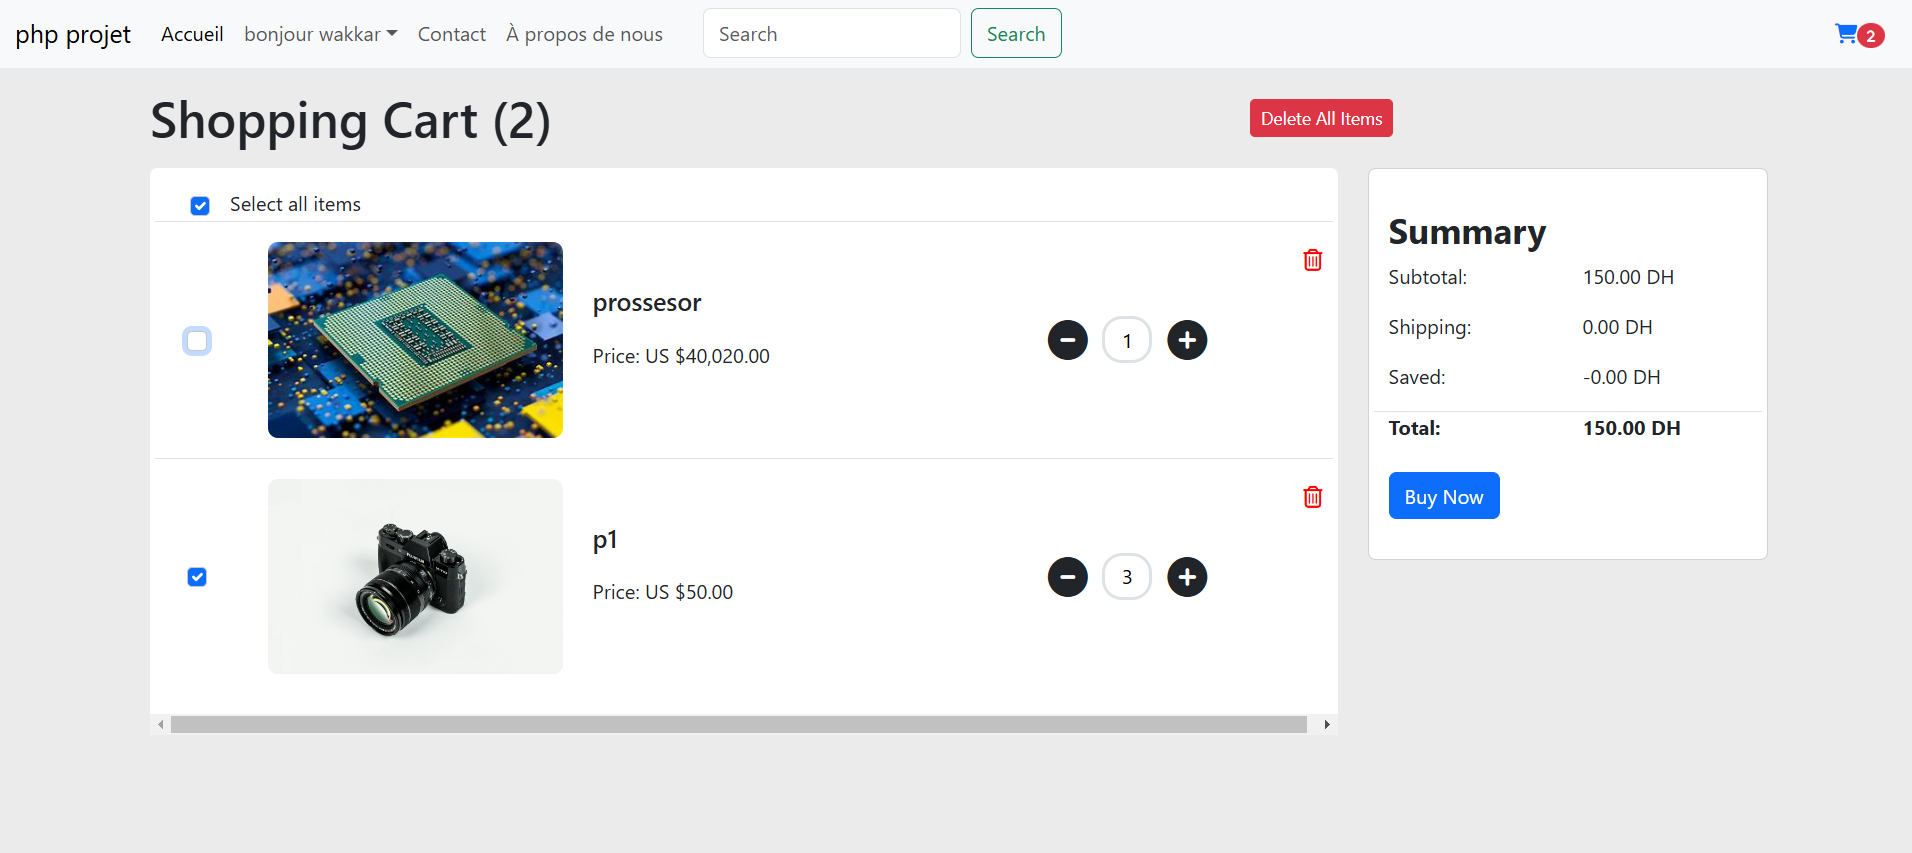 php projet Accueil bonjour wakkar Contact À propos de nous Search Search 2
Shopping Cart (2) Delete All Items
Select all items
prossesor
Price: US $40,020.00
1
p1
Price: US $50.00
3
Summary
Subtotal: 150.00 DH
Shipping: 0.00 DH
Saved: -0.00 DH
Total: 150.00 DH
Buy Now